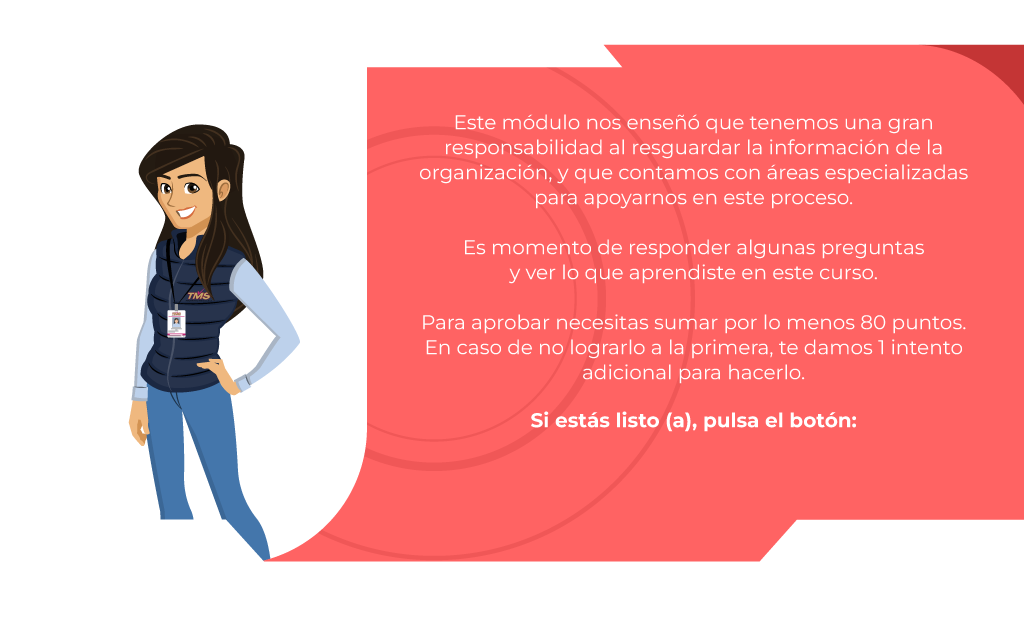 Este módulo nos enseñó que tenemos una gran
responsabilidad al resguardar la información de la
organización, y que contamos con áreas especializadas
para apoyarnos en este proceso.
Es momento de responder algunas preguntas
y ver lo que aprendiste en este curso.
Para aprobar necesitas sumar por lo menos 80 puntos.
En caso de no lograrlo a la primera, te damos 1 intento
adicional para hacerlo.
Si estás listo (a), pulsa el botón:
TMS